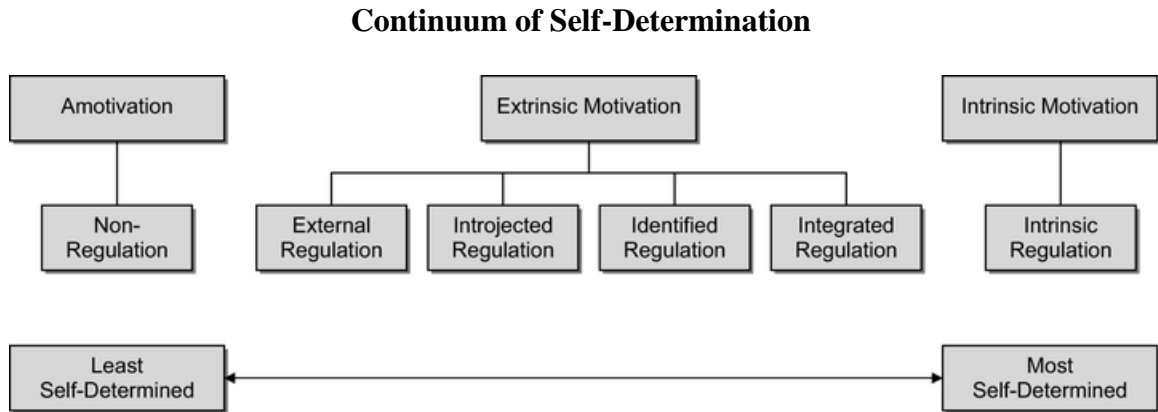 Continuum of Self-Determination
Amotivation
Extrinsic Motivation
Intrinsic Motivation
Non-
Regulation
External
Regulation
Introjected
Regulation
Identified
Regulation
Integrated
Regulation
Intrinsic
Regulation
Least
Self-Determined
Most
Self-Determined